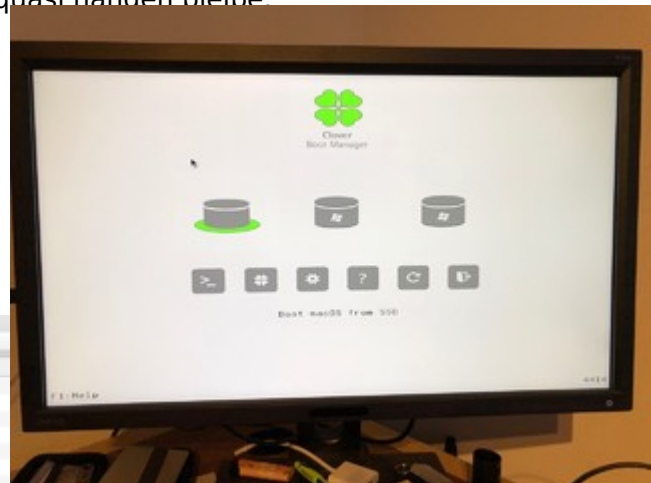 Clover
Boot Manager
>_
?
Boot macOS from SSD
F1:Help